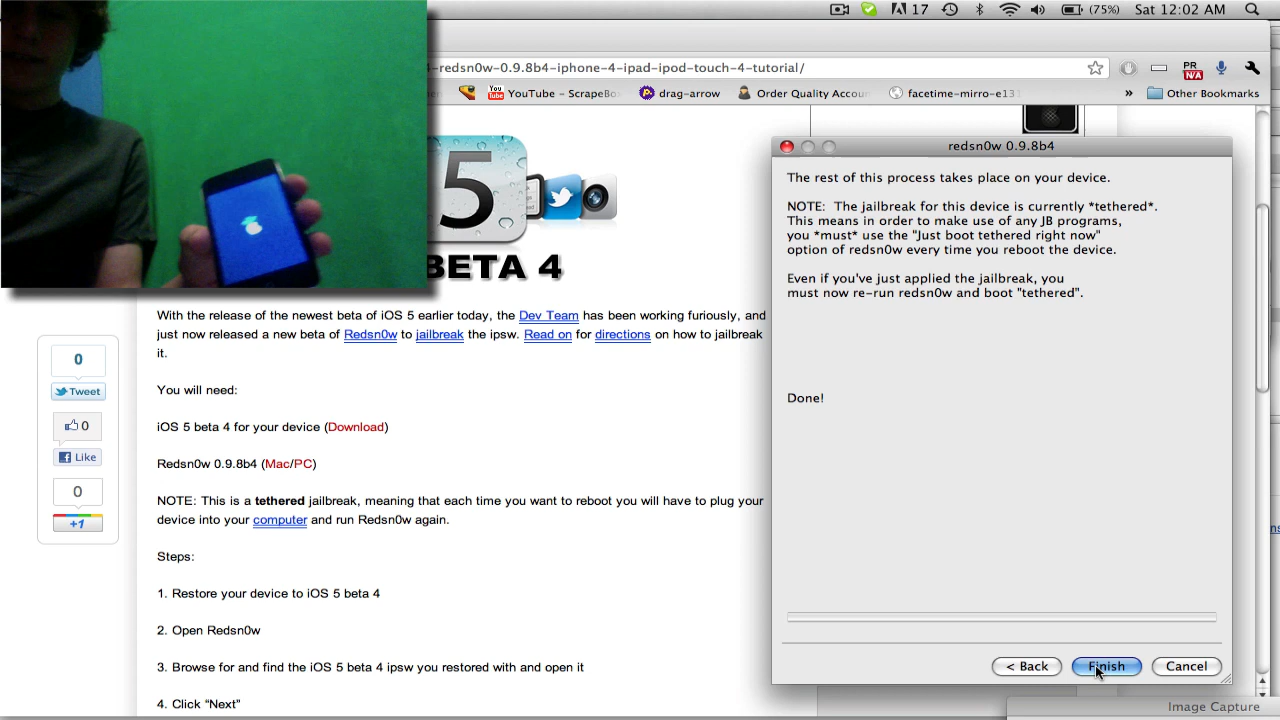 17
(75%)
Sat 12:02 AM
4-redsn0w-0.9.8b4-iphone-4-ipad-ipod-touch-4-tutorial/
PR
N/A
You
Tube
YouTube – ScrapeBo
drag-arrow
Order Quality Accou
facetime-mirro-e131
»
Other Bookmarks
5
BETA 4
With the release of the newest beta of iOS 5 earlier today, the Dev Team has been working furiously, and
just now released a new beta of Redsn0w to jailbreak the ipsw. Read on for directions on how to jailbreak
it.
0
Tweet
0
Like
0
+1
You will need:
iOS 5 beta 4 for your device (Download)
Redsn0w 0.9.8b4 (Mac/PC)
NOTE: This is a tethered jailbreak, meaning that each time you want to reboot you will have to plug your
device into your computer and run Redsn0w again.
Steps:
1. Restore your device to iOS 5 beta 4
2. Open Redsn0w
3. Browse for and find the iOS 5 beta 4 ipsw you restored with and open it
4. Click “Next”
redsn0w 0.9.8b4
The rest of this process takes place on your device.
NOTE: The jailbreak for this device is currently *tethered*.
This means in order to make use of any JB programs,
you *must* use the "Just boot tethered right now"
option of redsn0w every time you reboot the device.
Even if you've just applied the jailbreak, you
must now re-run redsn0w and boot "tethered".
Done!
< Back
Finish
Cancel
ns
Image Capture